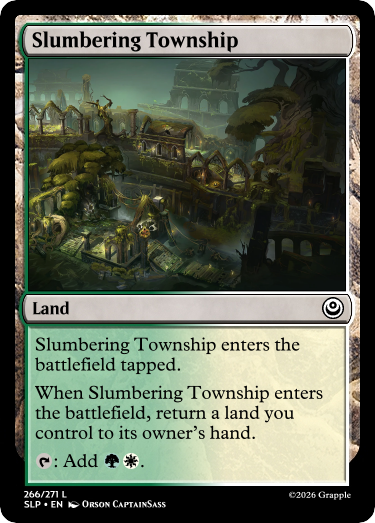 Slumbering Township
Land
Slumbering Township enters the
battlefield tapped.
When Slumbering Township enters
the battlefield, return a land you
control to its owner's hand.
: Add .
266/271 L
SLP • EN Orson CaptainSass
©2026 Grapple